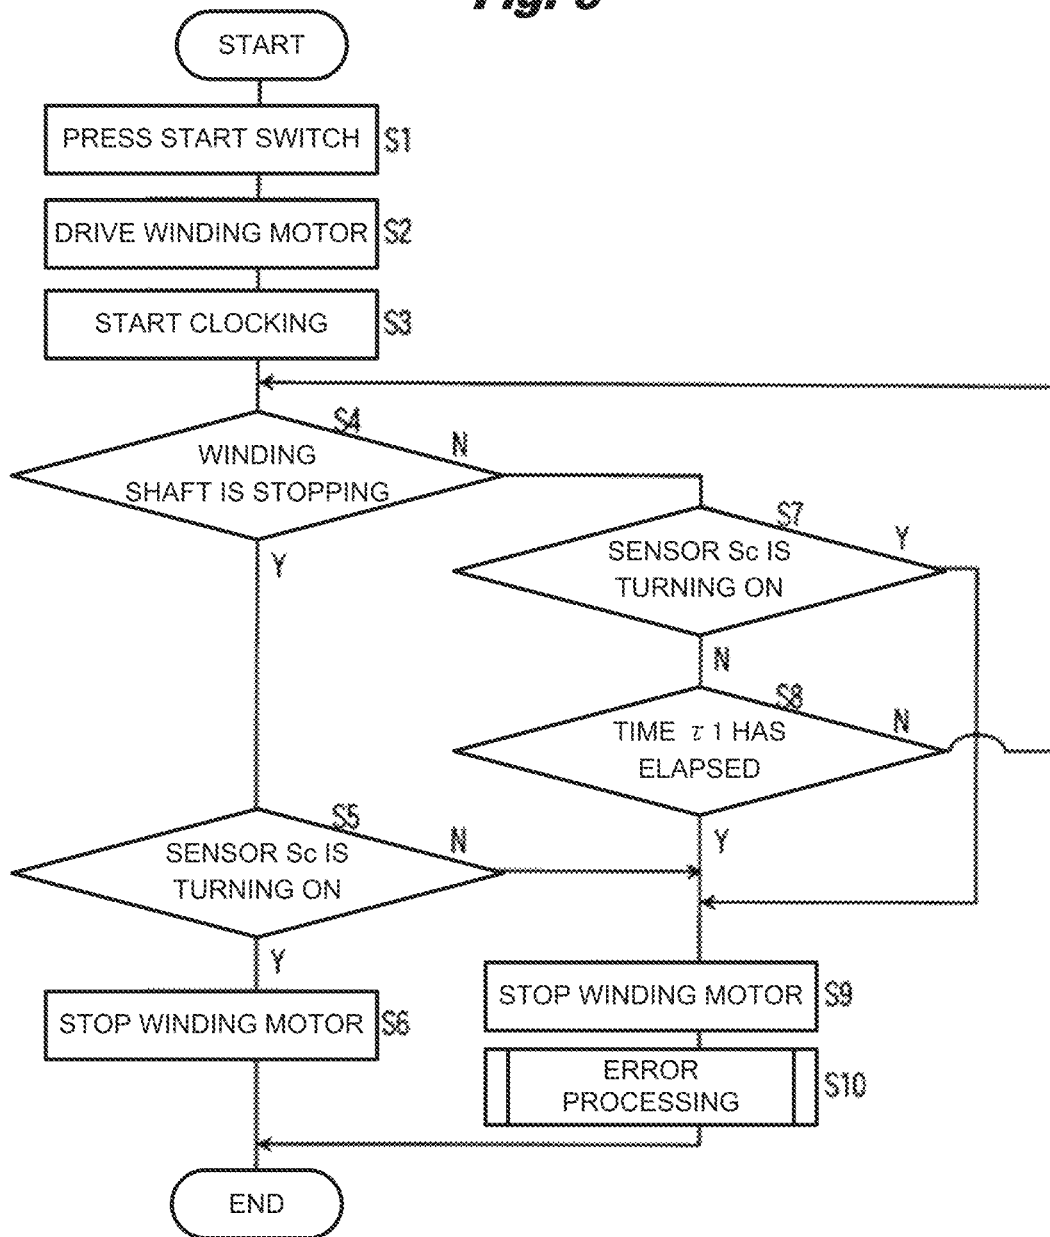 START
PRESS START SWITCH S1
DRIVE WINDING MOTOR S2
START CLOCKING S3
S4
WINDING
SHAFT IS STOPPING
N
Y
S7
SENSOR Sc IS
TURNING ON
Y
N
S8
TIME τ 1 HAS
ELAPSED
N
Y
S5
SENSOR Sc IS
TURNING ON
N
Y
STOP WINDING MOTOR S6
STOP WINDING MOTOR S9
ERROR
PROCESSING
S10
END